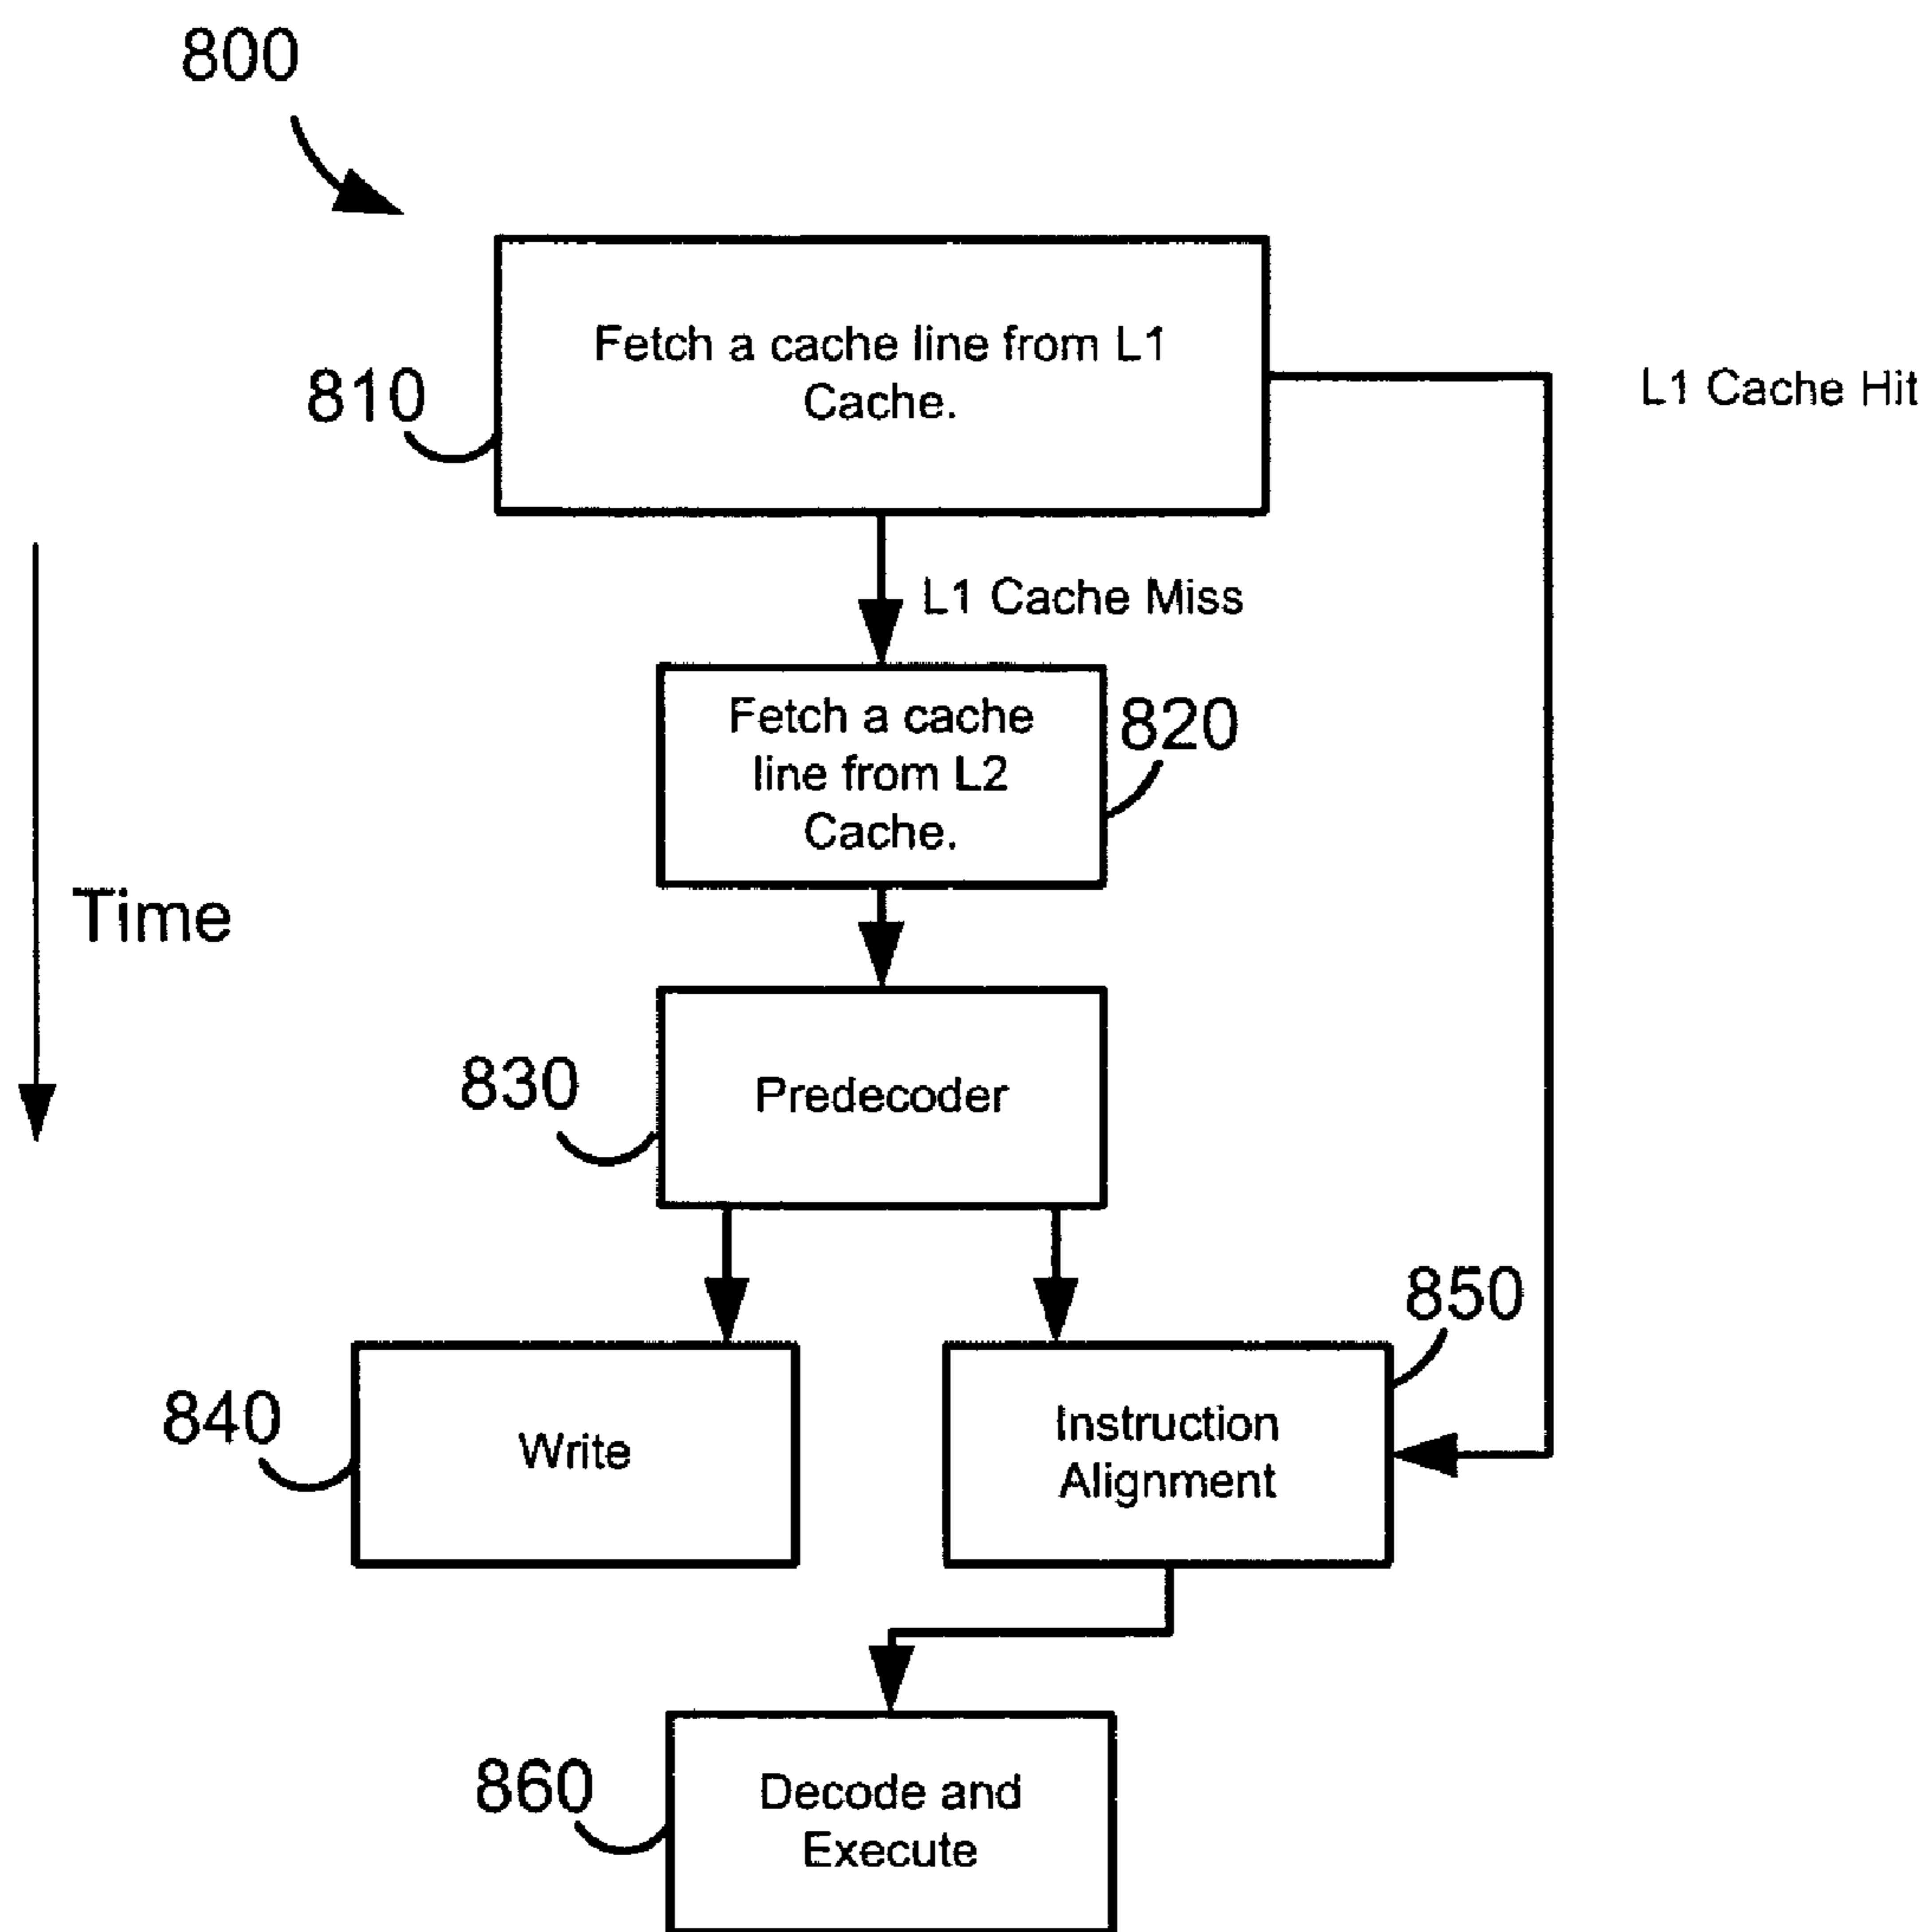 800
Fetch a cache line from L1
Cache.
810
L1 Cache Hit
L1 Cache Miss
Fetch a cache
line from L2
Cache.
820
Time
Predecoder
830
Write
840
Instruction
Alignment
850
Decode and
Execute
860